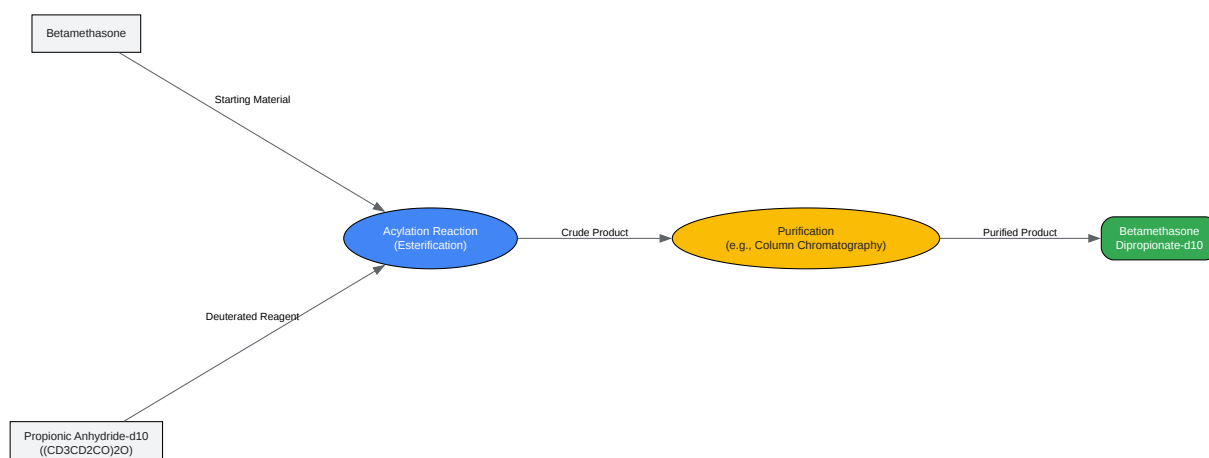 Betamethasone
Starting Material
Acylation Reaction
(Esterification)
Crude Product
Purification
(e.g., Column Chromatography)
Purified Product
Betamethasone
Dipropionate-d10
Deuterated Reagent
Propionic Anhydride-d10
((CD3CD2CO)2O)